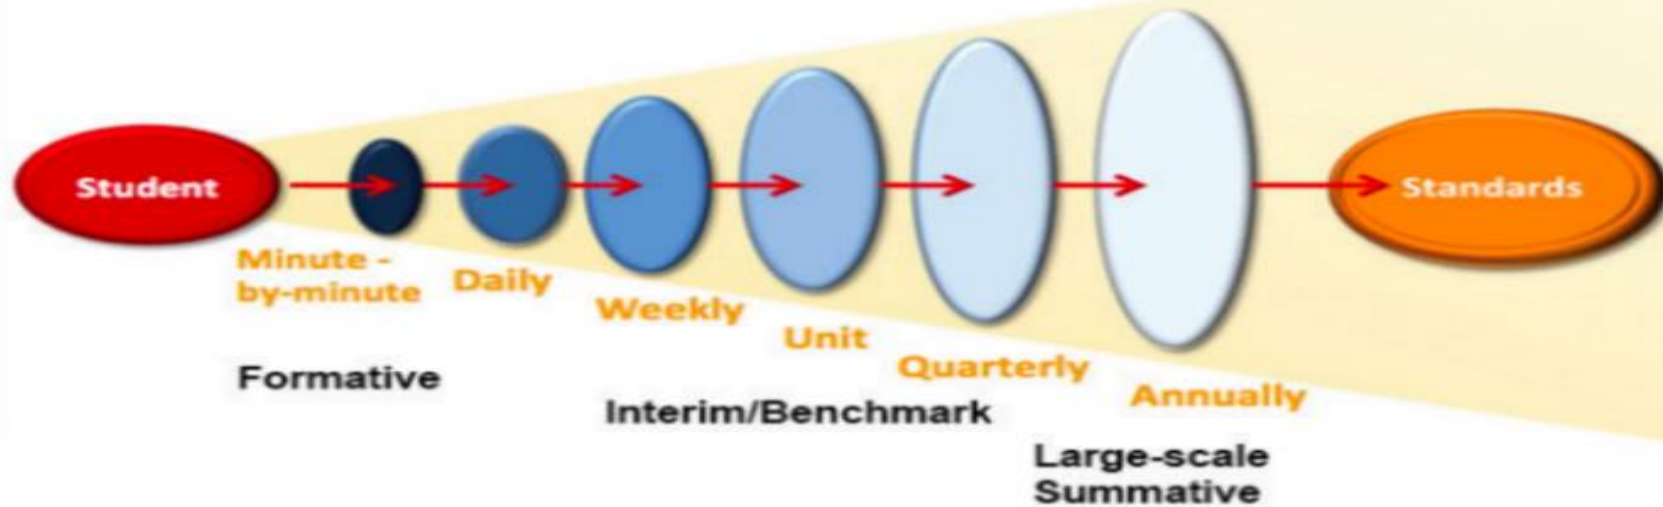 Student
Standards
Minute -
by-minute
Daily
Weekly
Unit
Quarterly
Annually
Formative
Interim/Benchmark
Large-scale
Summative